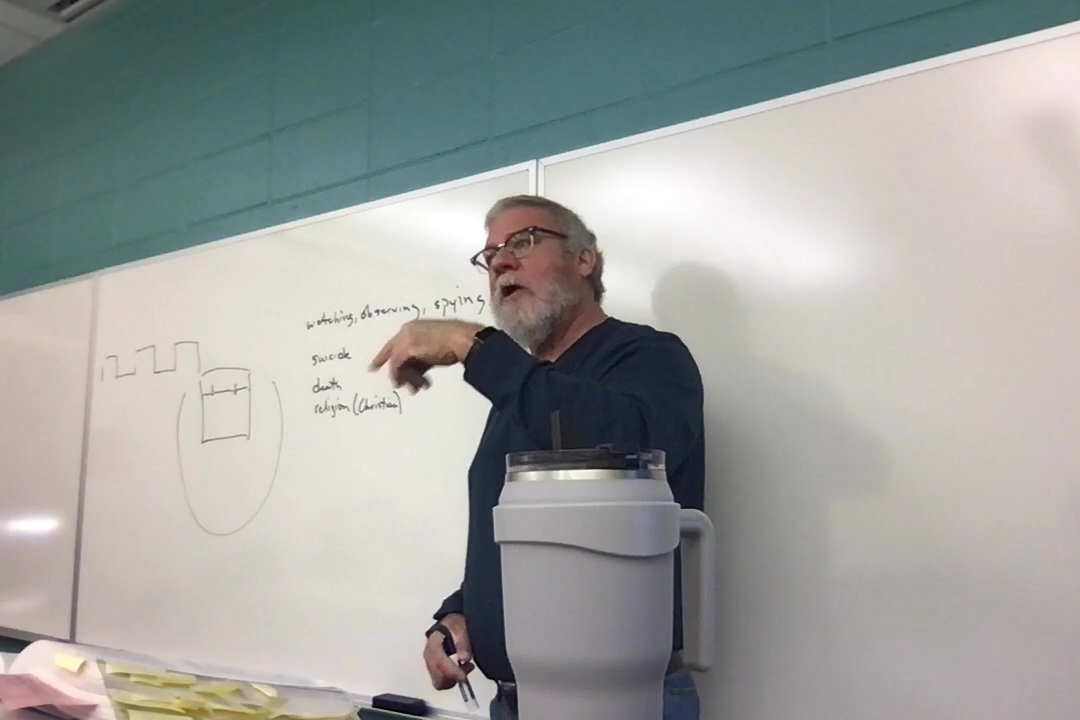 watching, observing, spying
suicide
death
religion (Christian)